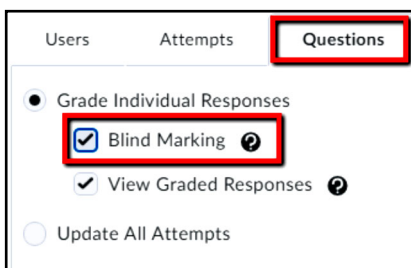 Users Attempts Questions
Grade Individual Responses
Blind Marking
View Graded Responses
Update All Attempts